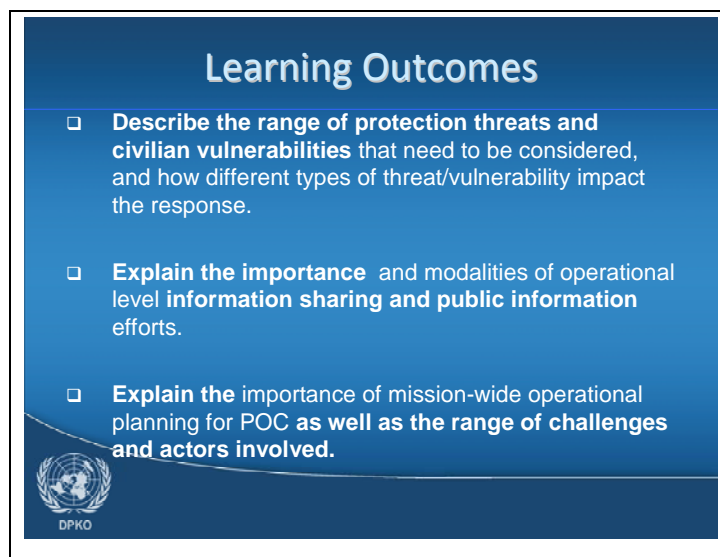 Learning Outcomes
❑ Describe the range of protection threats and
civilian vulnerabilities that need to be considered,
and how different types of threat/vulnerability impact
the response.
❑ Explain the importance and modalities of operational
level information sharing and public information
efforts.
❑ Explain the importance of mission-wide operational
planning for POC as well as the range of challenges
and actors involved.
DPKO